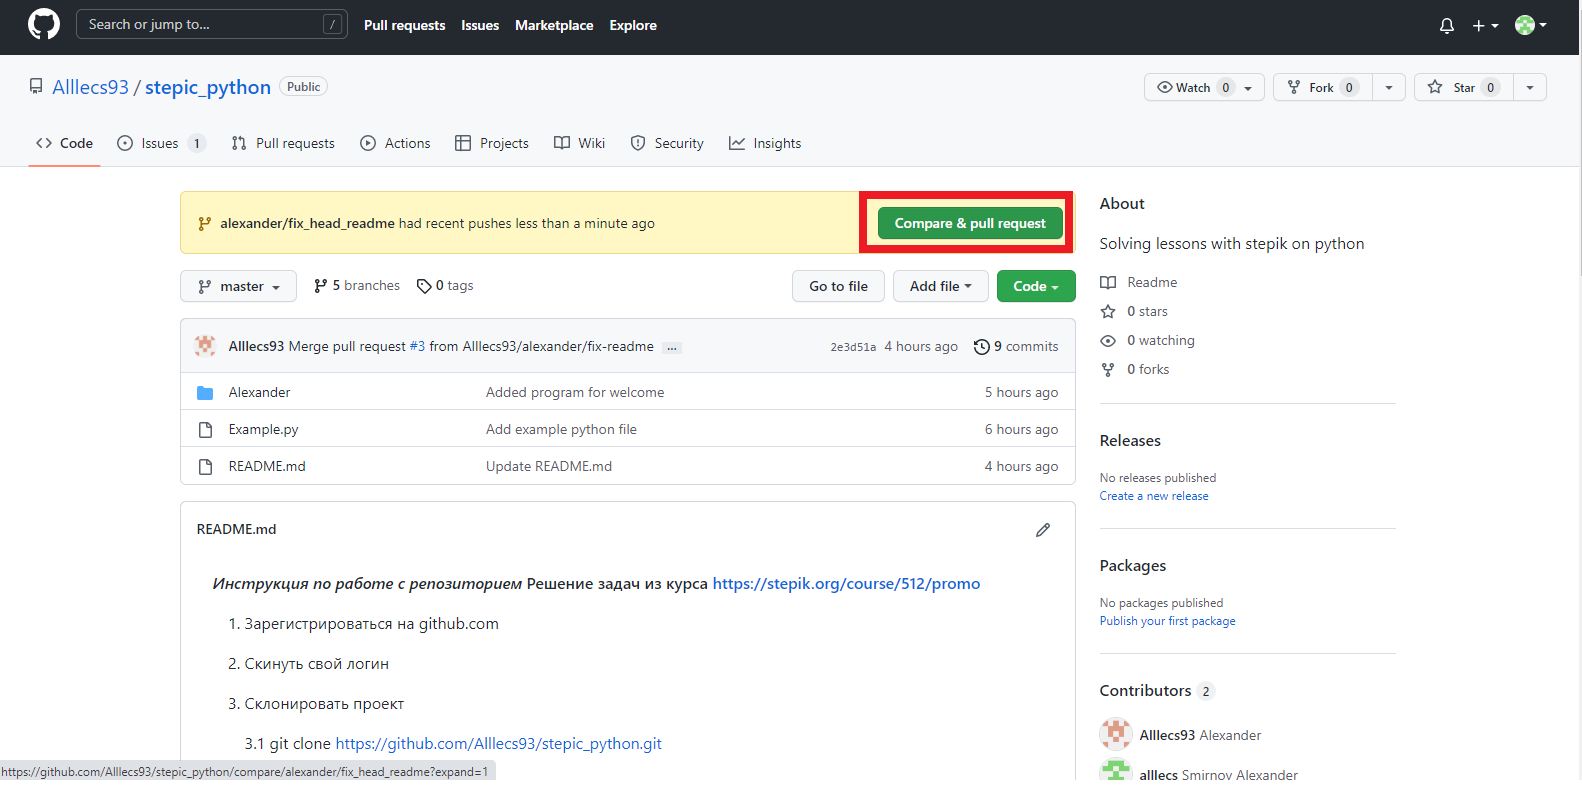 Search or jump to... /
Pull requests Issues Marketplace Explore
Alllecs93 / stepic_python Public
Watch 0 Fork 0 Star 0
Code Issues 1 Pull requests Actions Projects Wiki Security Insights
alexander/fix_head_readme had recent pushes less than a minute ago
Compare & pull request
master 5 branches 0 tags
Go to file Add file Code
Alllecs93 Merge pull request #3 from Alllecs93/alexander/fix-readme ...
2e3d51a 4 hours ago 9 commits
Alexander Added program for welcome 5 hours ago
Example.py Add example python file 6 hours ago
README.md Update README.md 4 hours ago
README.md
Инструкция по работе с репозиторием Решение задач из курса https://stepik.org/course/512/promo
1. Зарегистрироваться на github.com
2. Скинуть свой логин
3. Склонировать проект
3.1 git clone https://github.com/Alllecs93/stepic_python.git
About
Solving lessons with stepik on python
Readme
0 stars
0 watching
0 forks
Releases
No releases published
Create a new release
Packages
No packages published
Publish your first package
Contributors 2
Alllecs93 Alexander
alllecs Smirnov Alexander
https://github.com/Alllecs93/stepic_python/compare/alexander/fix_head_readme?expand=1